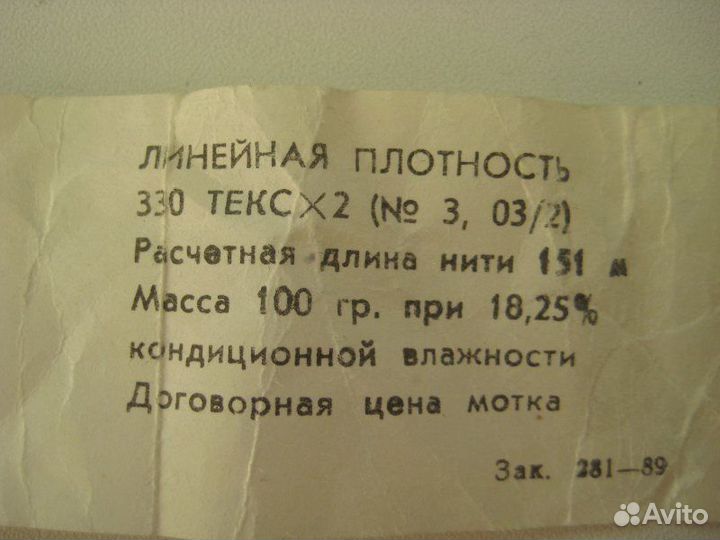 ЛИНЕЙНАЯ ПЛОТНОСТЬ
330 ТЕКС×2 (№ 3, 03/2)
Расчетная длина нити 151 м
Масса 100 гр. при 18,25%
кондиционной влажности
Договорная цена мотка
Зак. 281—89
Avito